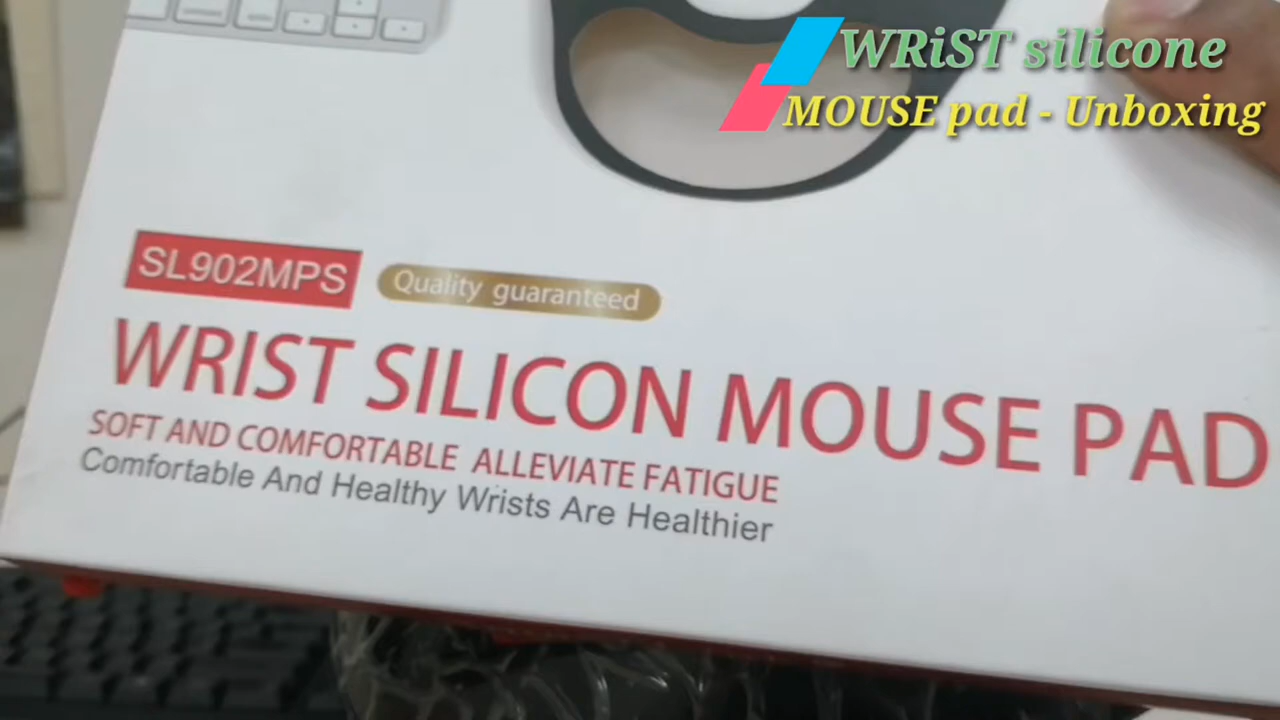 WRiST silicone
MOUSE pad - Unboxing
SL902MPS
Quality guaranteed
WRIST SILICON MOUSE PAD
SOFT AND COMFORTABLE ALLEVIATE FATIGUE
Comfortable And Healthy Wrists Are Healthier